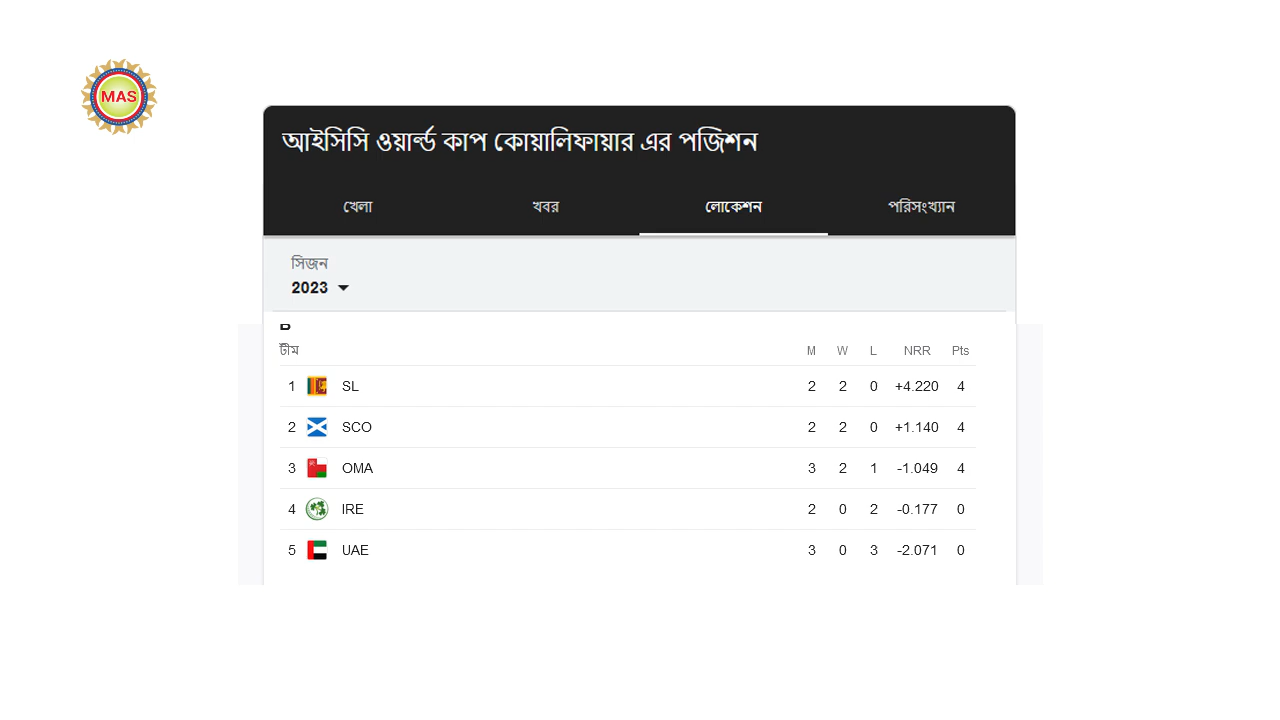 MAS
আইসিসি ওয়ার্ল্ড কাপ কোয়ালিফায়ার এর পজিশন
খেলা খবর লোকেশন পরিসংখ্যান
সিজন
2023
B
টীম M W L NRR Pts
1 SL 2 2 0 +4.220 4
2 SCO 2 2 0 +1.140 4
3 OMA 3 2 1 -1.049 4
4 IRE 2 0 2 -0.177 0
5 UAE 3 0 3 -2.071 0